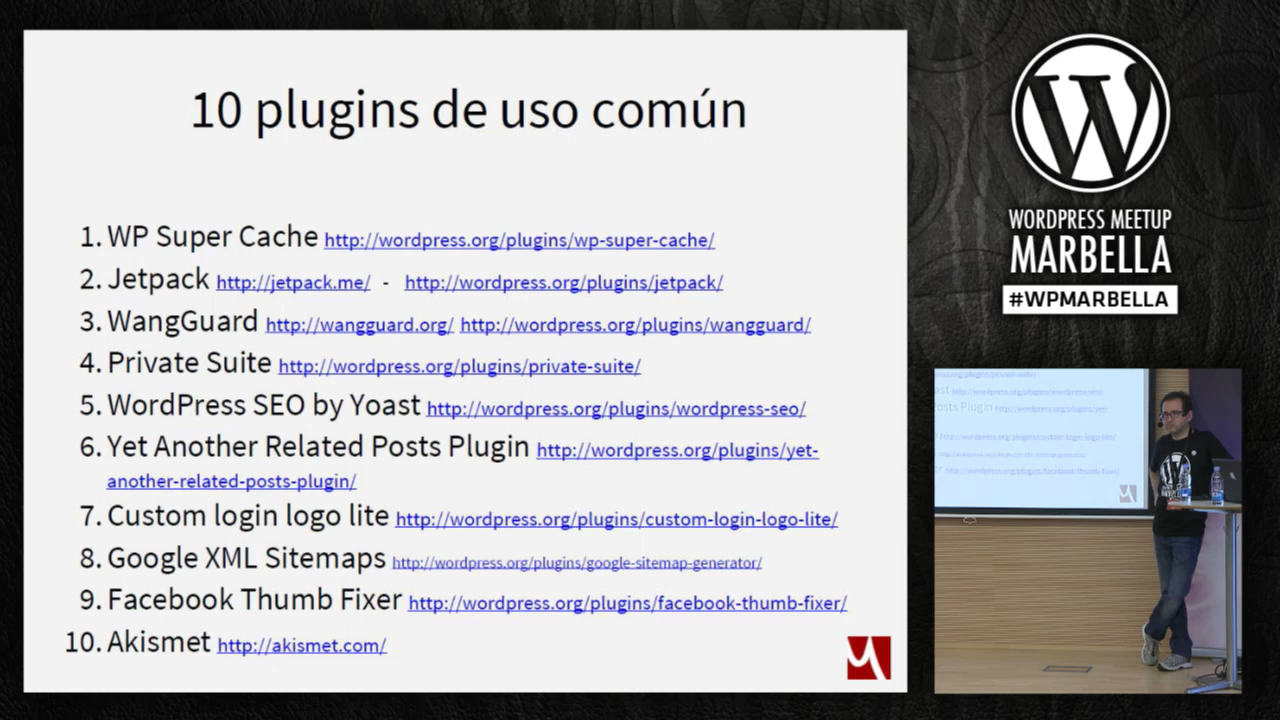 10 plugins de uso común
1. WP Super Cache http://wordpress.org/plugins/wp-super-cache/
2. Jetpack http://jetpack.me/ - http://wordpress.org/plugins/jetpack/
3. WangGuard http://wangguard.org/ http://wordpress.org/plugins/wangguard/
4. Private Suite http://wordpress.org/plugins/private-suite/
5. WordPress SEO by Yoast http://wordpress.org/plugins/wordpress-seo/
6. Yet Another Related Posts Plugin http://wordpress.org/plugins/yet-
another-related-posts-plugin/
7. Custom login logo lite http://wordpress.org/plugins/custom-login-logo-lite/
8. Google XML Sitemaps http://wordpress.org/plugins/google-sitemap-generator/
9. Facebook Thumb Fixer http://wordpress.org/plugins/facebook-thumb-fixer/
10. Akismet http://akismet.com/
WORDPRESS MEETUP
MARBELLA
#WPMARBELLA